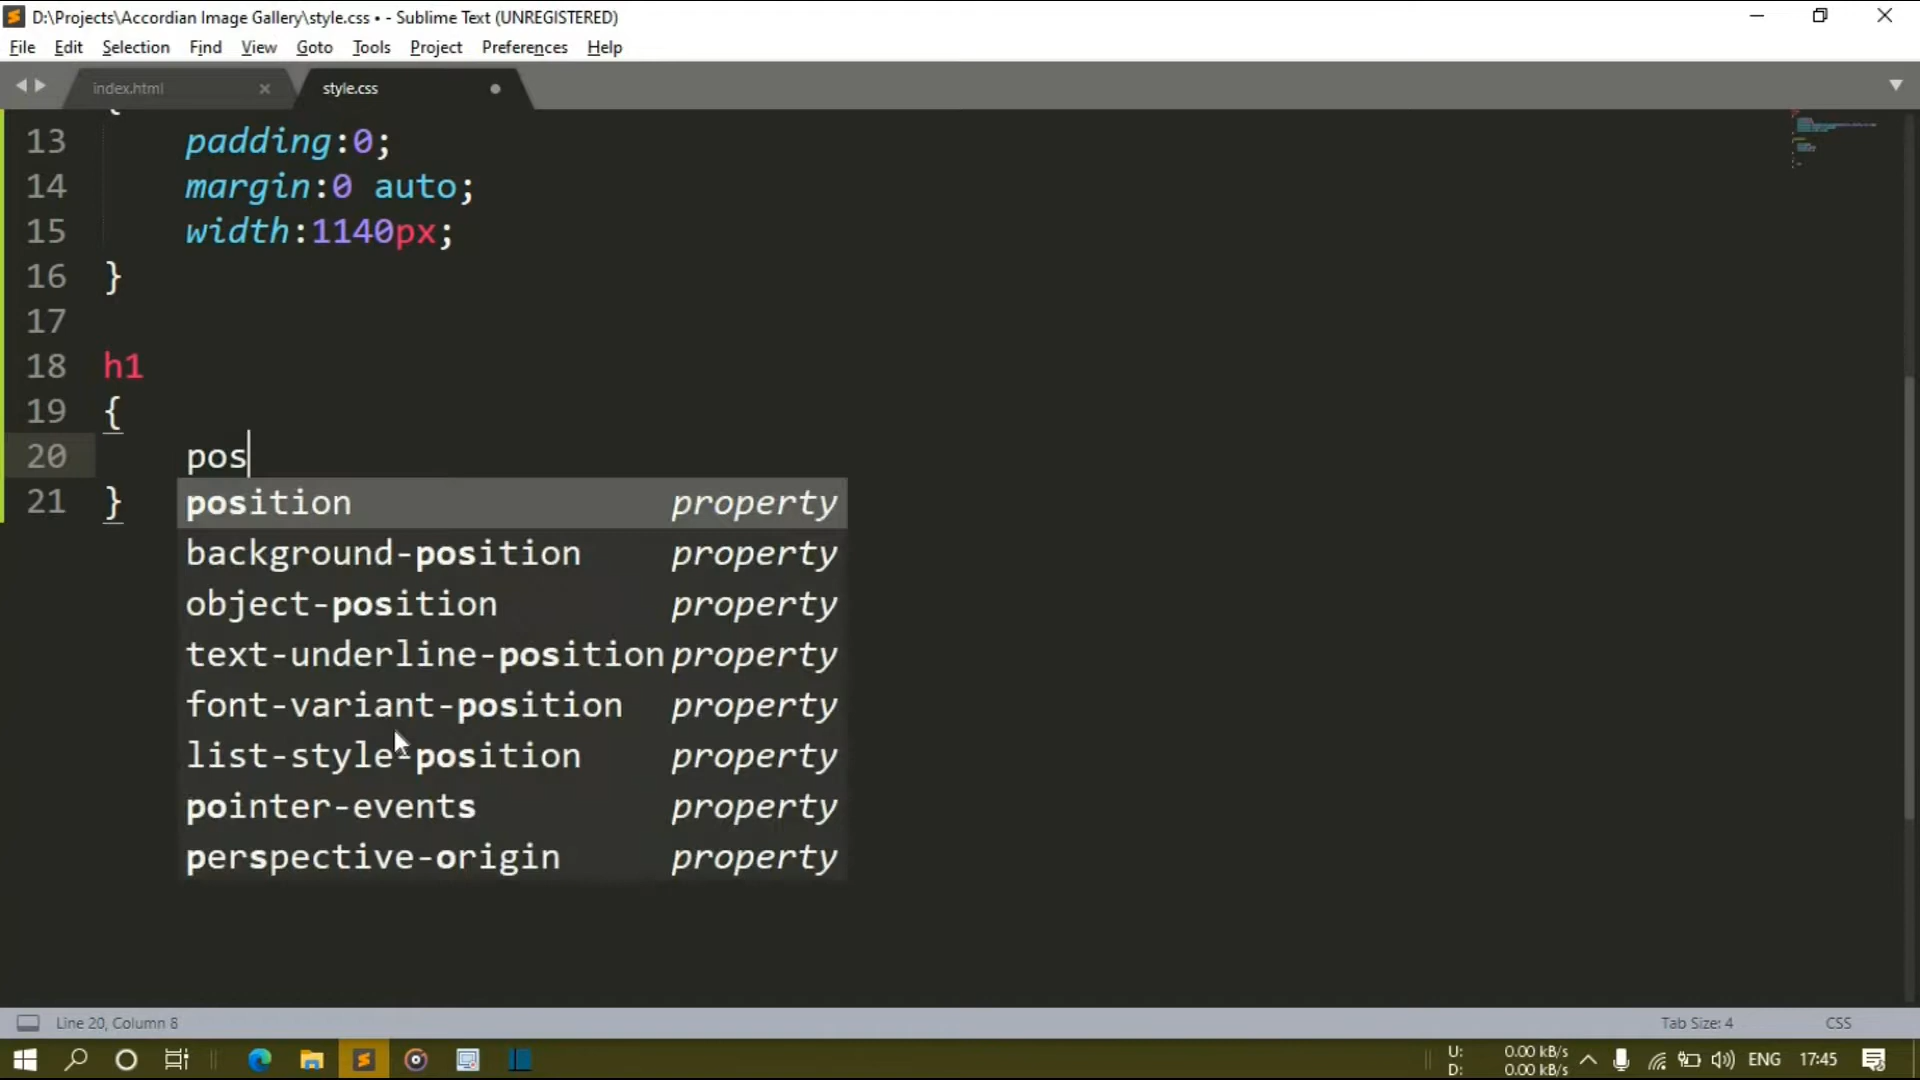 D:\Projects\Accordian Image Gallery\style.css • - Sublime Text (UNREGISTERED)
File Edit Selection Find View Goto Tools Project Preferences Help
index.html × style.css
{
13 padding:0;
14 margin:0 auto;
15 width:1140px;
16 }
17
18 h1
19 {
20 pos
21 }
position property
background-position property
object-position property
text-underline-position property
font-variant-position property
list-style-position property
pointer-events property
perspective-origin property
Line 20, Column 8 Tab Size: 4 CSS
U: 0.00 kB/s
D: 0.00 kB/s
ENG 17:45